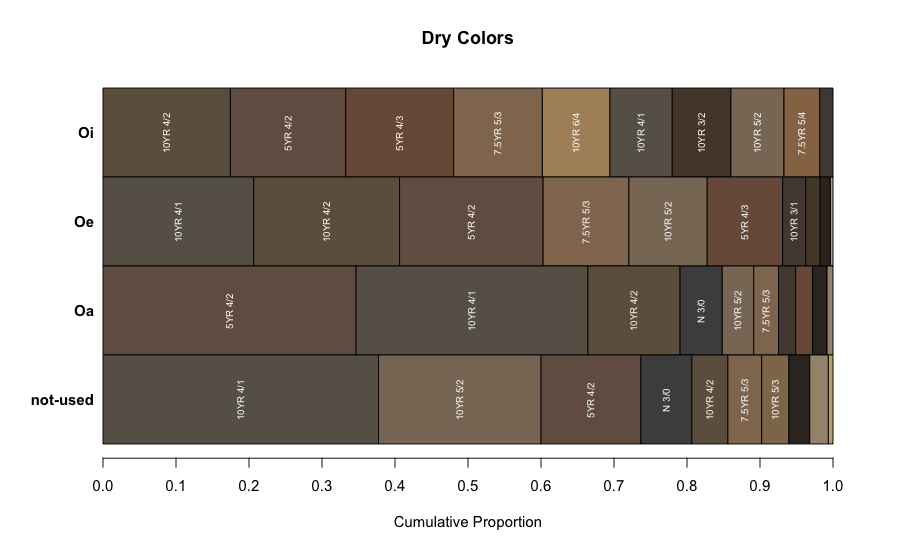 Dry Colors
Oi
10YR 4/2
5YR 4/2
5YR 4/3
7.5YR 5/3
10YR 6/4
10YR 4/1
10YR 3/2
10YR 5/2
7.5YR 5/4
Oe
10YR 4/1
10YR 4/2
5YR 4/2
7.5YR 5/3
10YR 5/2
5YR 4/3
10YR 3/1
Oa
5YR 4/2
10YR 4/1
10YR 4/2
N 3/0
10YR 5/2
7.5YR 5/3
not-used
10YR 4/1
10YR 5/2
5YR 4/2
N 3/0
10YR 4/2
7.5YR 5/3
10YR 5/3
0.0 0.1 0.2 0.3 0.4 0.5 0.6 0.7 0.8 0.9 1.0
Cumulative Proportion